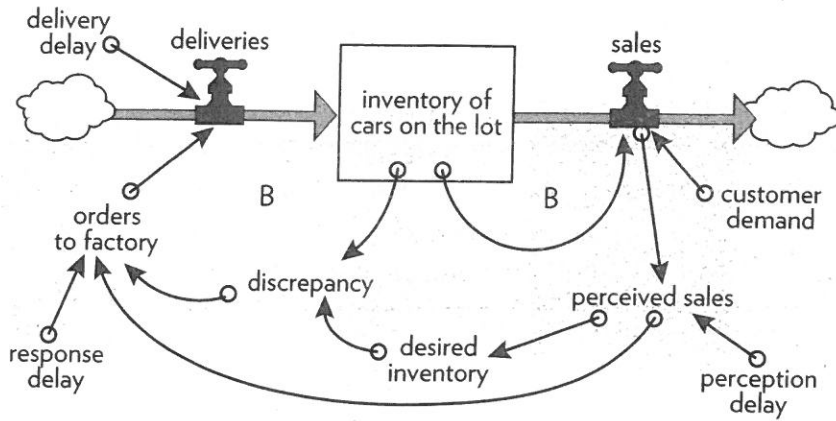 delivery
delay
deliveries
sales
inventory of
cars on the lot
B
B
customer
demand
orders
to factory
discrepancy
perceived sales
response
delay
desired
inventory
perception
delay